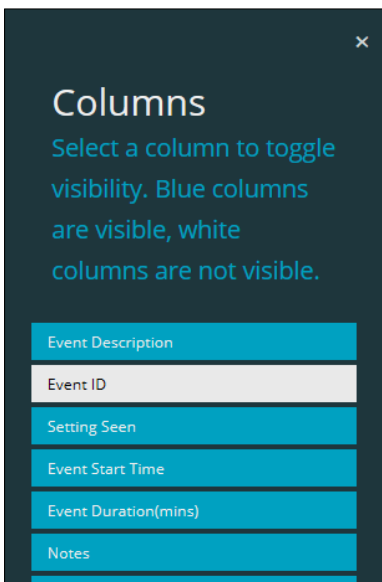 ×
Columns
Select a column to toggle
visibility. Blue columns
are visible, white
columns are not visible.
Event Description
Event ID
Setting Seen
Event Start Time
Event Duration(mins)
Notes